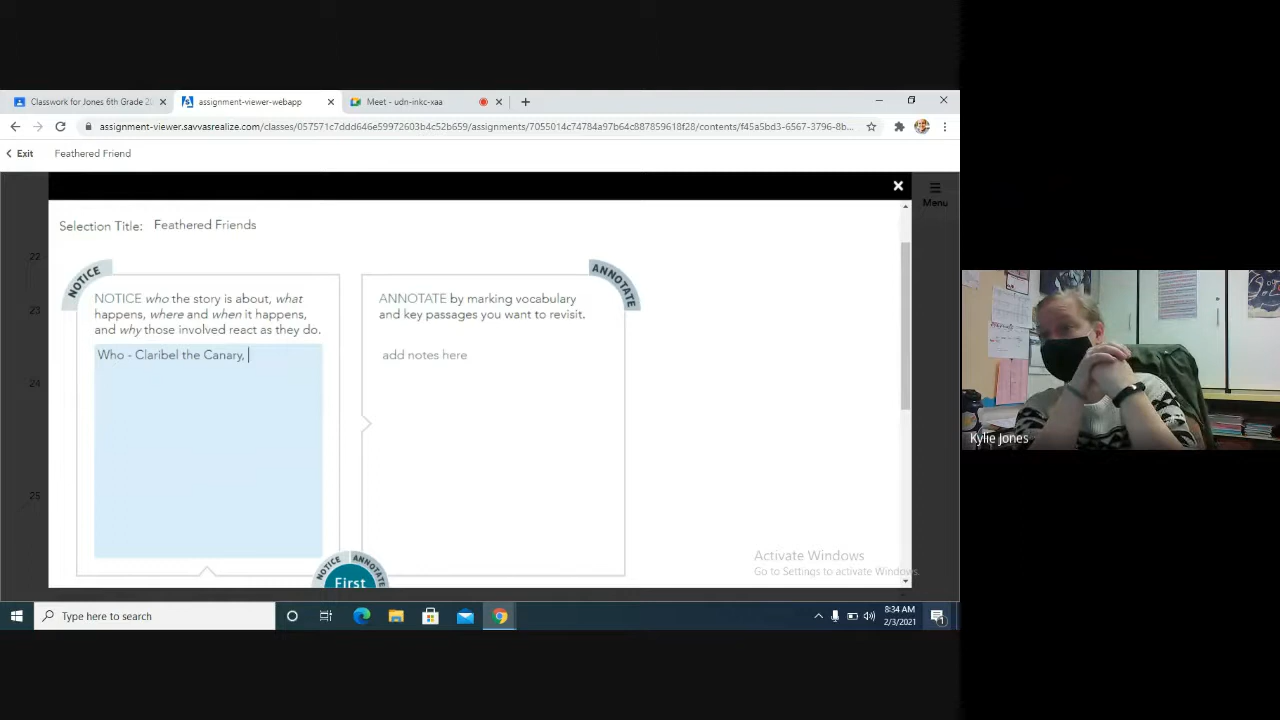 Classwork for Jones 6th Grade 2
assignment-viewer-webapp
Meet - udn-inkc-xaa
assignment-viewer.savvasrealize.com/classes/057571c7ddd646e59972603b4c52b659/assignments/7055014c74784a97b64c887859618f28/contents/f45a5bd3-6567-3796-8b...
Exit
Feathered Friend
Menu
Selection Title: Feathered Friends
22
23
24
25
NOTICE
NOTICE who the story is about, what
happens, where and when it happens,
and why those involved react as they do.
Who - Claribel the Canary,
ANNOTATE
ANNOTATE by marking vocabulary
and key passages you want to revisit.
add notes here
NOTICE
ANNOTATE
First
Kylie Jones
Activate Windows
Go to Settings to activate Windows.
Type here to search
8:34 AM
2/3/2021
1